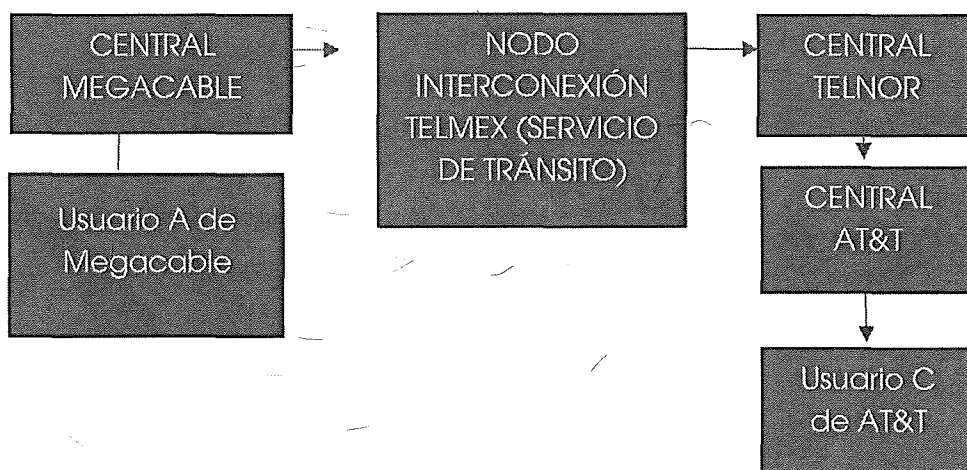 CENTRAL
MEGACABLE
Usuario A de
Megacable
NODO
INTERCONEXIÓN
TELMEX (SERVICIO
DE TRÁNSITO)
CENTRAL
TELNOR
CENTRAL
AT&T
Usuario C
de AT&T